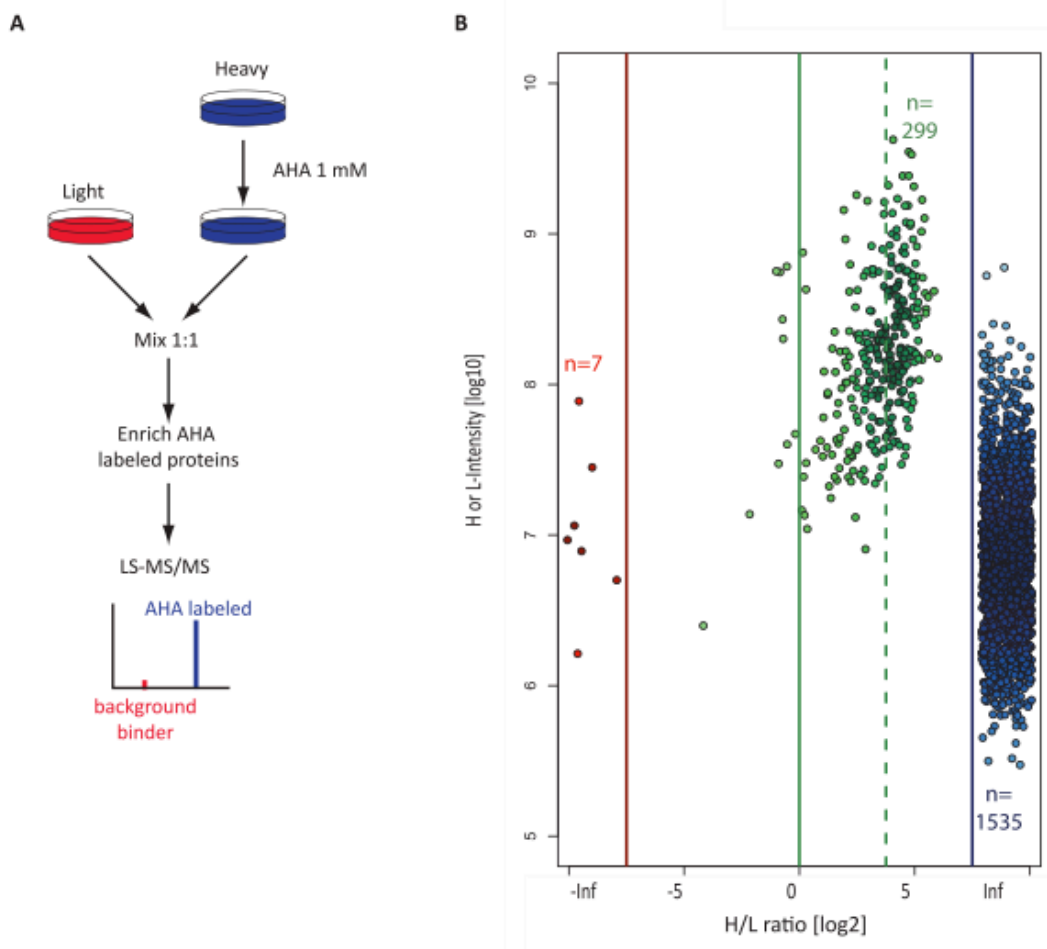 A
Heavy
AHA 1 mM
Light
Mix 1:1
Enrich AHA
labeled proteins
LS-MS/MS
AHA labeled
background
binder
B
H or L-Intensity [log10]
10
9
8
7
6
5
n=7
n=
299
n=
1535
-Inf
-5
0
5
Inf
H/L ratio [log2]